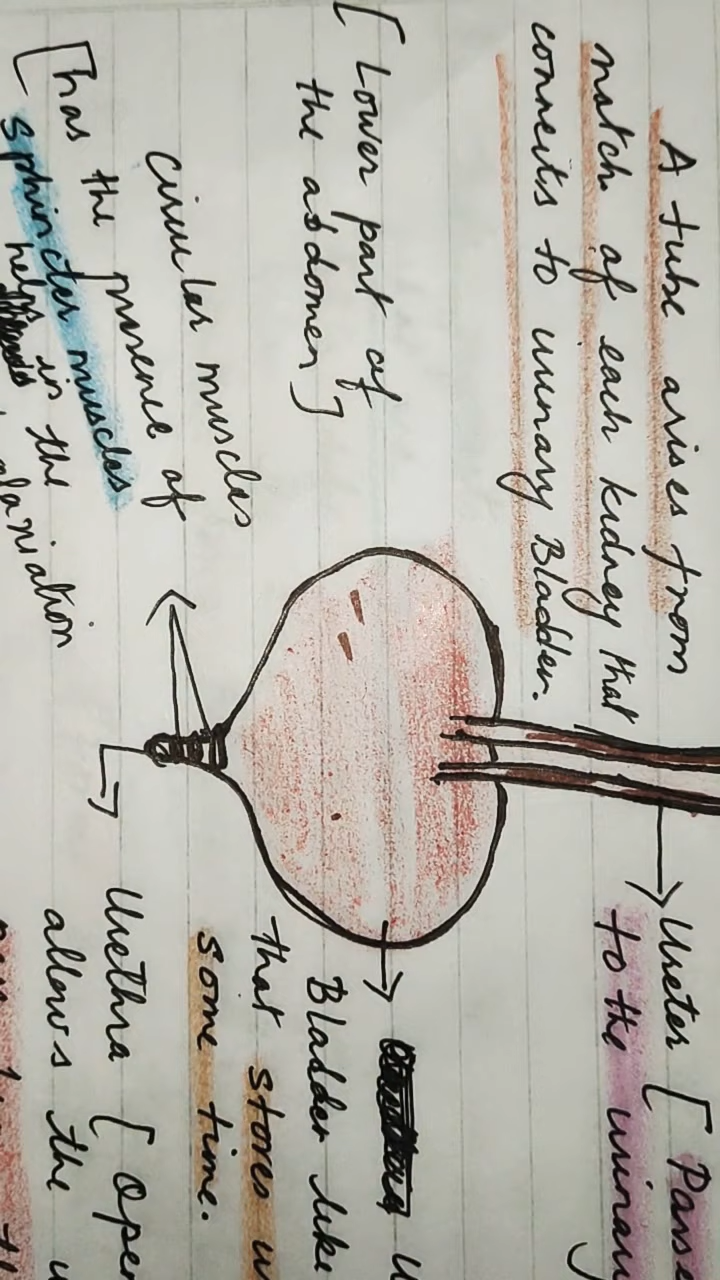 A tube arises from
notch of each kidney that
connects to urinary Bladder.
[ Lower part of
the abdomen ]
circular muscles
[has the presence of
sphincter muscles
helps in the
Ureter [ Passe
to the urinary
Bladder like
that stores u
some time.
Urethra [ Open
allows the u